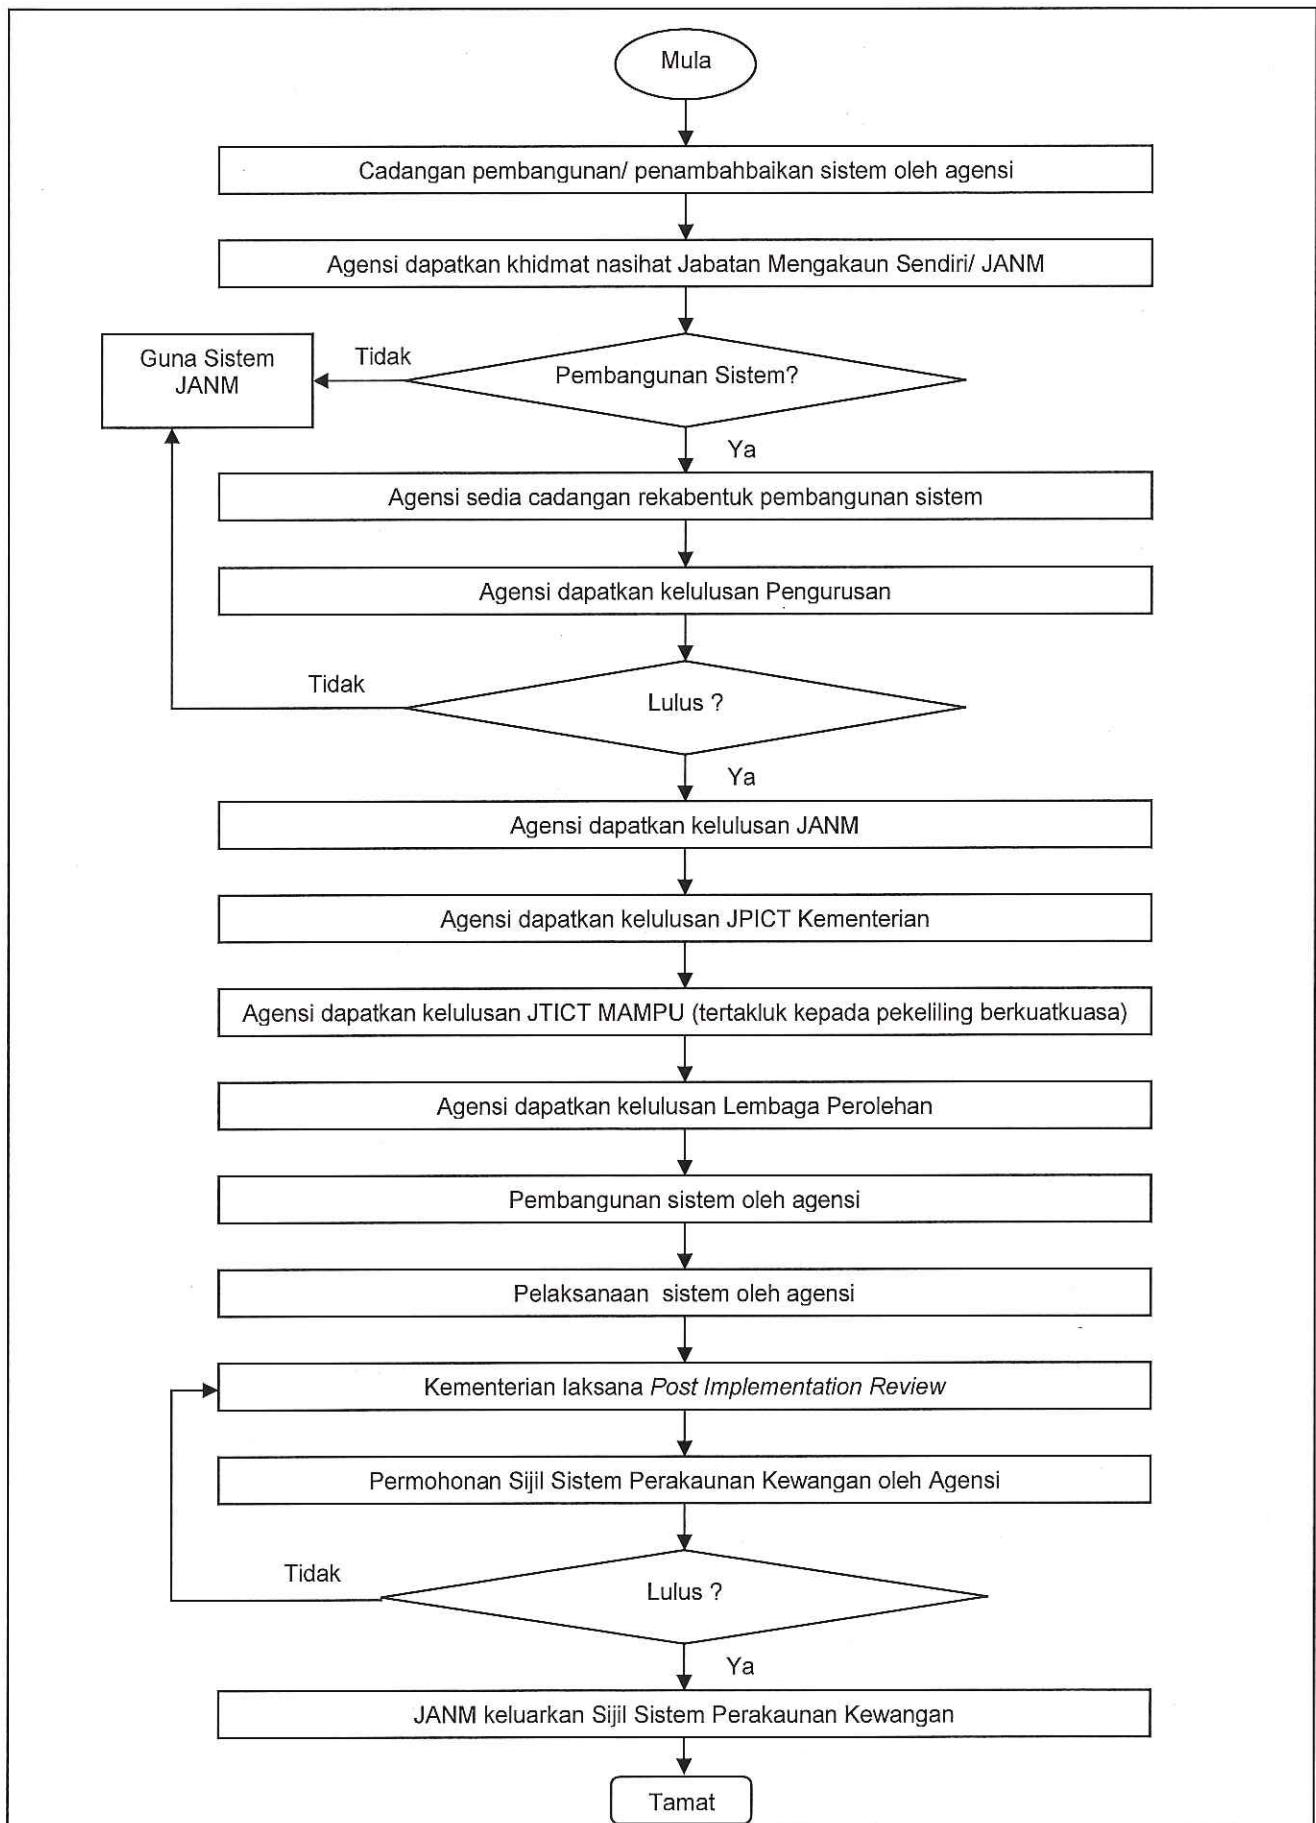 Mula
Cadangan pembangunan/ penambahbaikan sistem oleh agensi
Agensi dapatkan khidmat nasihat Jabatan Mengakaun Sendiri/ JANM
Guna Sistem
JANM
Tidak
Pembangunan Sistem?
Ya
Agensi sedia cadangan rekabentuk pembangunan sistem
Agensi dapatkan kelulusan Pengurusan
Tidak
Lulus ?
Ya
Agensi dapatkan kelulusan JANM
Agensi dapatkan kelulusan JPICT Kementerian
Agensi dapatkan kelulusan JTICT MAMPU (tertakluk kepada pekeliling berkuatkuasa)
Agensi dapatkan kelulusan Lembaga Perolehan
Pembangunan sistem oleh agensi
Pelaksanaan sistem oleh agensi
Kementerian laksana Post Implementation Review
Permohonan Sijil Sistem Perakaunan Kewangan oleh Agensi
Tidak
Lulus ?
Ya
JANM keluarkan Sijil Sistem Perakaunan Kewangan
Tamat